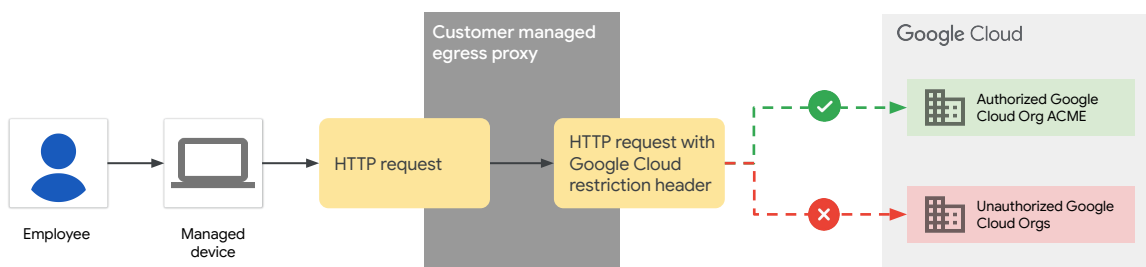 Employee
Managed
device
HTTP request
Customer managed
egress proxy
HTTP request with
Google Cloud
restriction header
Google Cloud
Authorized Google
Cloud Org ACME
Unauthorized Google
Cloud Orgs